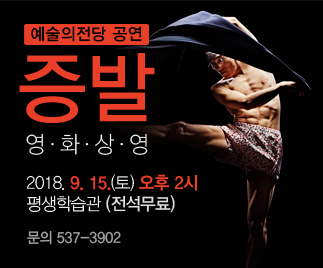 예술의전당 공연
증발
영·화·상·영
2018. 9. 15.(토) 오후 2시
평생학습관 (전석무료)
문의 537-3902